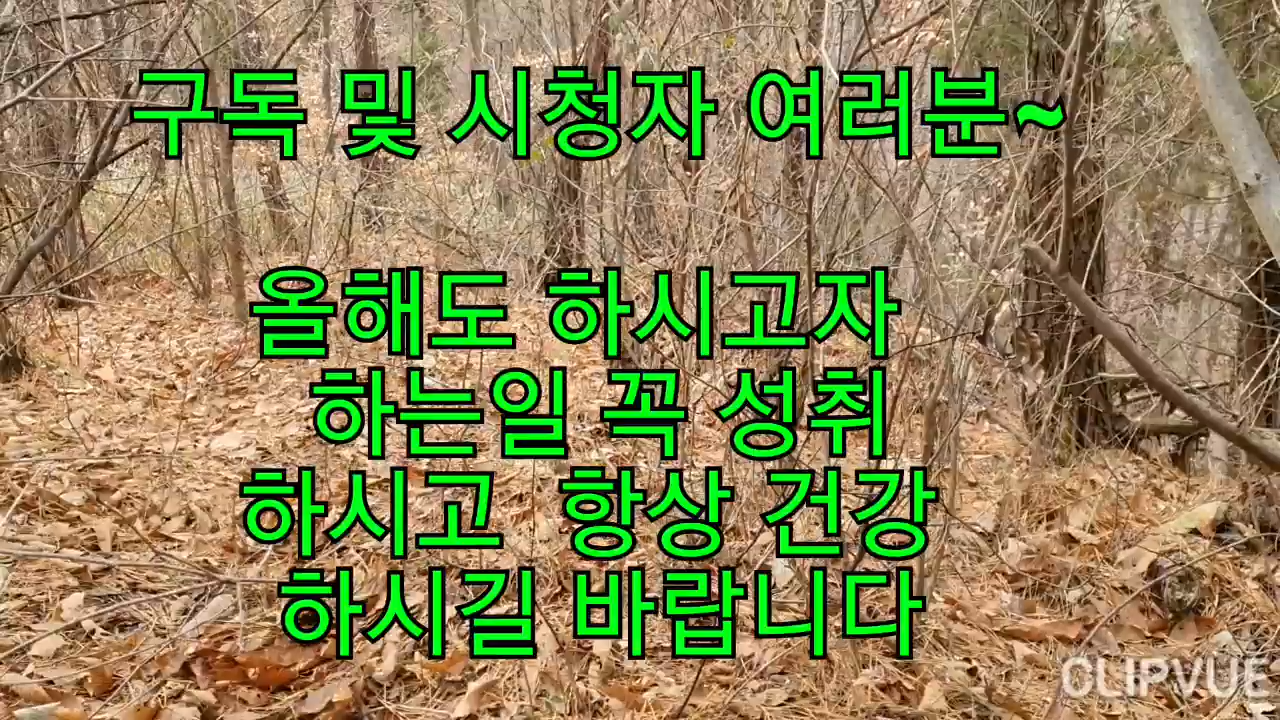 구독 및 시청자 여러분~
올해도 하시고자
하는일 꼭 성취
하시고 항상 건강
하시길 바랍니다
CLIPVUE